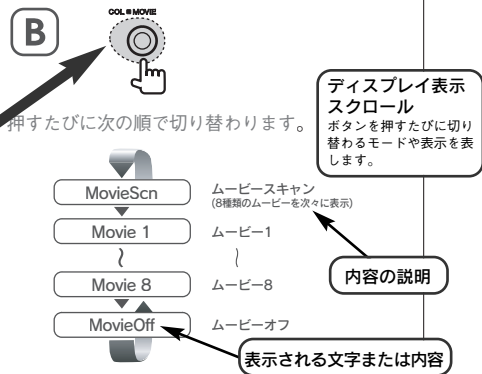 COL ■ MOVIE
B
押すたびに次の順で切り替わります。
ディスプレイ表示
スクロール
ボタンを押すたびに切り
替わるモードや表示を表
します。
MovieScn
ムービースキャン
(8種類のムービーを次々に表示)
Movie 1
ムービー1
〜
〜
Movie 8
ムービー8
内容の説明
MovieOff
ムービーオフ
表示される文字または内容